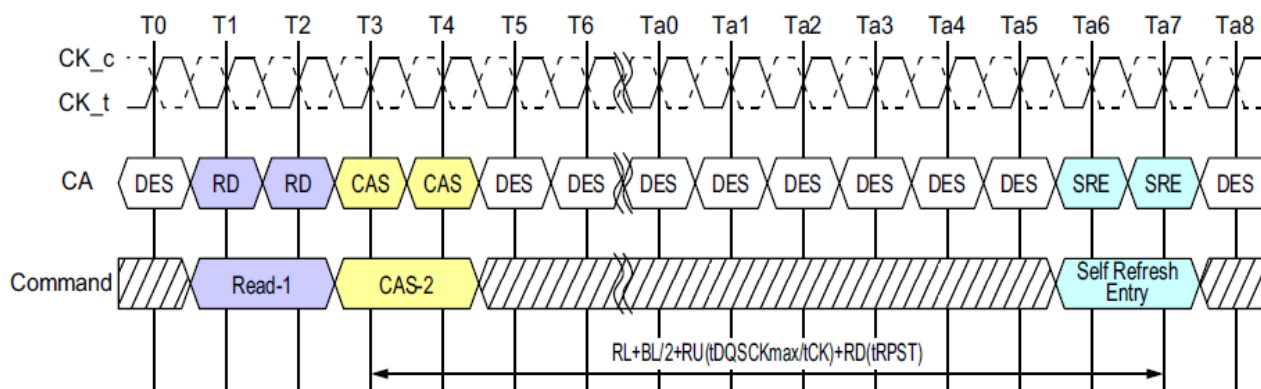 T0 T1 T2 T3 T4 T5 T6 Ta0 Ta1 Ta2 Ta3 Ta4 Ta5 Ta6 Ta7 Ta8
CK_c
CK_t
CA DES RD RD CAS CAS DES DES DES DES DES DES DES DES SRE SRE DES
Command Read-1 CAS-2 Self Refresh
Entry
RL+BL/2+RU(tDQSCKmax/tCK)+RD(tRPST)